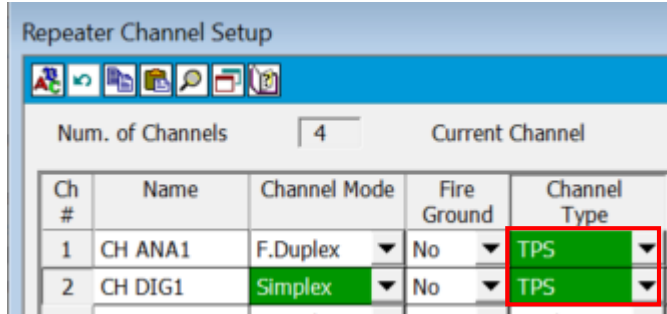 Repeater Channel Setup
Num. of Channels 4 Current Channel
Ch # Name Channel Mode Fire Ground Channel Type
1 CH ANA1 F.Duplex No TPS
2 CH DIG1 Simplex No TPS